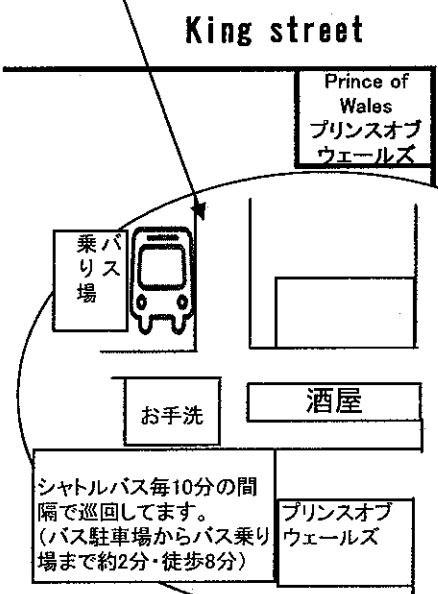 King street
Prince of
Wales
プリンスオブ
ウェールズ
バス
乗り場
お手洗
酒屋
シャトルバス毎10分の間
隔で巡回してます。
(バス駐車場からバス乗り
場まで約2分・徒歩8分)
プリンスオブ
ウェールズ